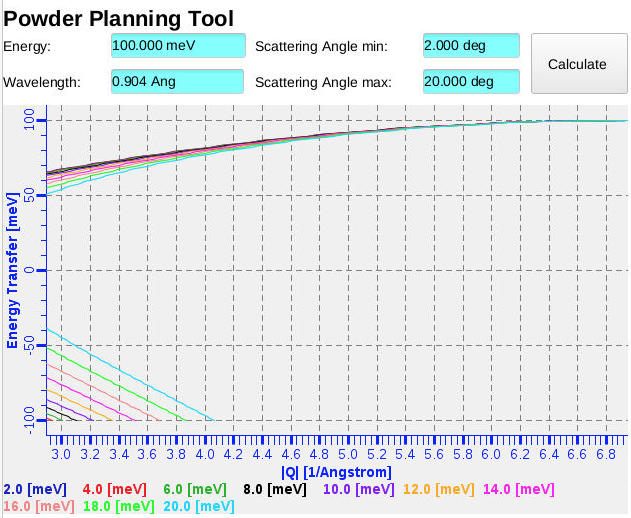 Powder Planning Tool
Energy: 100.000 meV Scattering Angle min: 2.000 deg
Calculate
Wavelength: 0.904 Ang Scattering Angle max: 20.000 deg
Energy Transfer [meV]
100
50
0
-50
-100
3.0 3.2 3.4 3.6 3.8 4.0 4.2 4.4 4.6 4.8 5.0 5.2 5.4 5.6 5.8 6.0 6.2 6.4 6.6 6.8
|Q| [1/Angstrom]
2.0 [meV] 4.0 [meV] 6.0 [meV] 8.0 [meV] 10.0 [meV] 12.0 [meV] 14.0 [meV]
16.0 [meV] 18.0 [meV] 20.0 [meV]